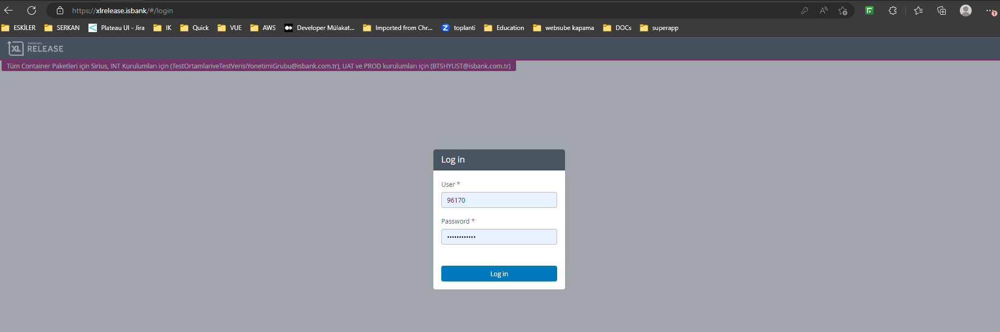 https://xlrelease.isbank/#/login
ESKİLER SERKAN Plateau UI - Jira IK Quick VUE AWS Developer Mülakat... Imported from Chr... toplanti Education websube kapama DOCs superapp
XebiaLabs
XL RELEASE
Tüm Container Paketleri için Sirius, INT Kurulumları için (TestOrtamlariveTestVerisiYonetimiGrubu@isbank.com.tr), UAT ve PROD kurulumları için (BTSHYUST@isbank.com.tr)
Log in
User *
96170
Password *
••••••••••••
Log in